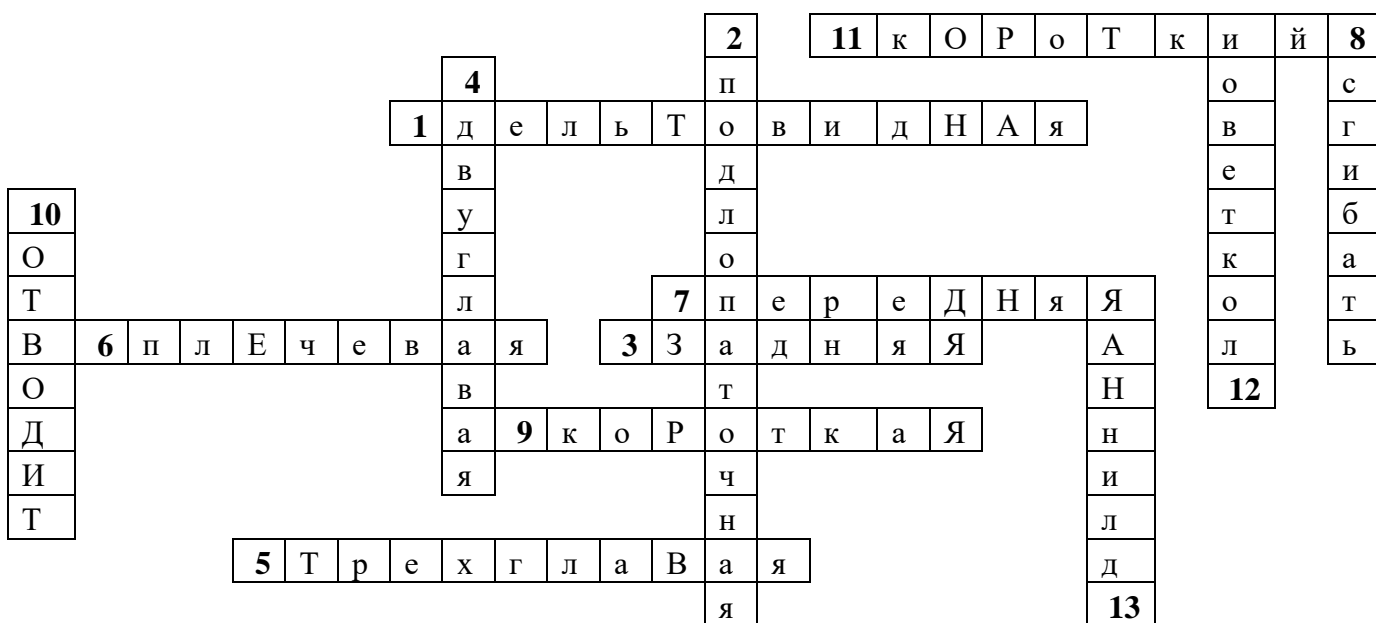 2 11 к О Р о Т к и й 8
4 п о с
1 д е л ь Т о в и д Н А я в г
в д е и
10 у л т б
О г о к а
Т л 7 п е р е Д Н я Я о т
В 6 п л Е ч е в а я 3 З а д н я Я А л ь
О в т Н 12
Д а 9 к о Р о т к а Я н
И я ч и
Т н л
5 Т р е х г л а В а я д
я 13